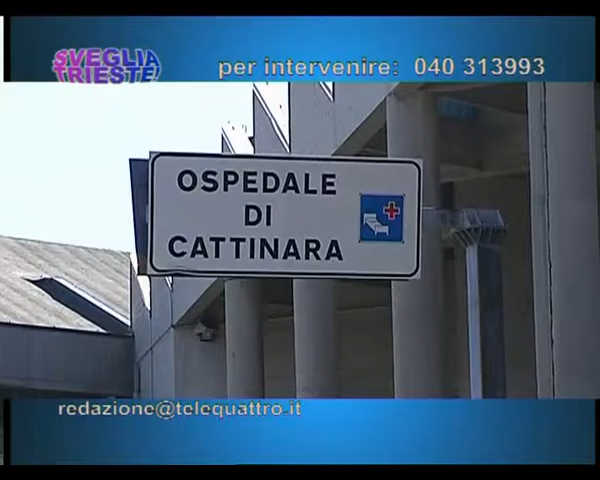 SVEGLIA
TRIESTE
per intervenire: 040 313993
OSPEDALE
DI
CATTINARA
redazione@telequattro.it